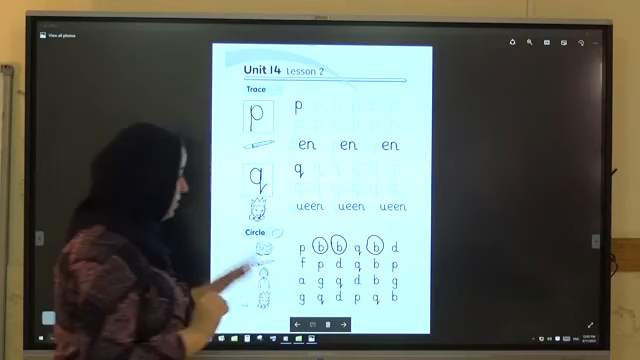 View all photos
Unit 14 Lesson 2
Trace
p p
en en en
q q
ueen ueen ueen
Circle
p b b q b d
f p d q b p
a g q d b g
g q d p q b